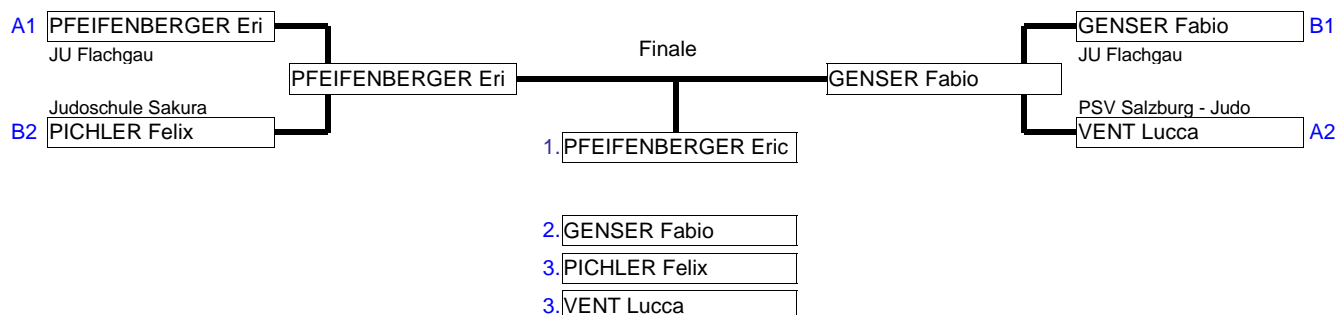 A1 PFEIFENBERGER Eri
JU Flachgau
Judoschule Sakura
B2 PICHLER Felix
PFEIFENBERGER Eri
Finale
GENSER Fabio
GENSER Fabio B1
JU Flachgau
PSV Salzburg - Judo
VENT Lucca A2
1. PFEIFENBERGER Eric
2. GENSER Fabio
3. PICHLER Felix
3. VENT Lucca